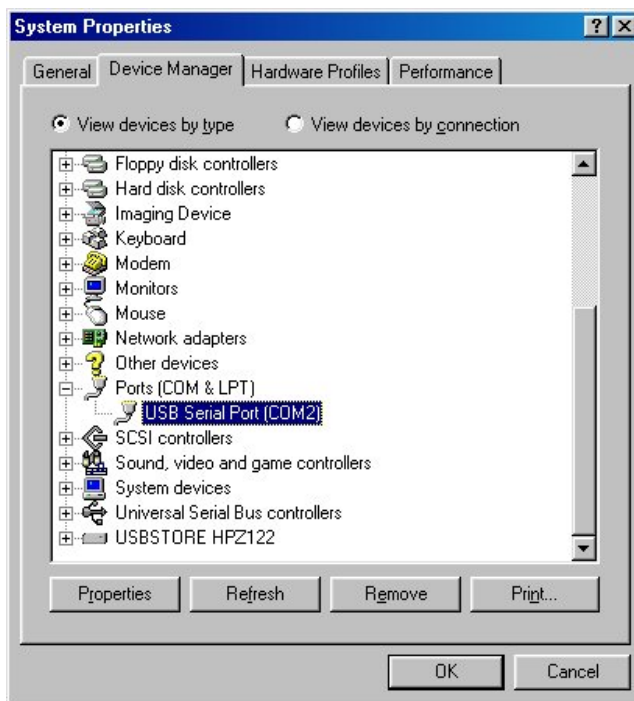 System Properties
General Device Manager Hardware Profiles Performance
View devices by type View devices by connection
Floppy disk controllers
Hard disk controllers
Imaging Device
Keyboard
Modem
Monitors
Mouse
Network adapters
Other devices
Ports (COM & LPT)
USB Serial Port (COM2)
SCSI controllers
Sound, video and game controllers
System devices
Universal Serial Bus controllers
USBSTORE HPZ122
Properties Refresh Remove Print...
OK Cancel